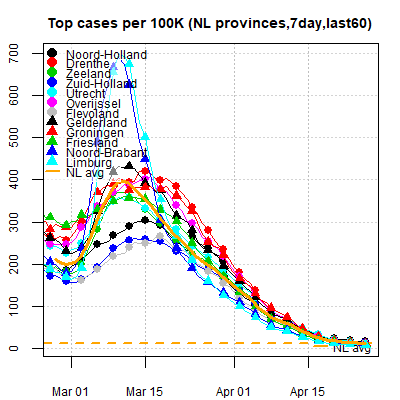 Top cases per 100K (NL provinces,7day,last60)
700
600
500
400
300
200
100
0
Noord-Holland
Drenthe
Zeeland
Zuid-Holland
Utrecht
Overijssel
Flevoland
Gelderland
Groningen
Friesland
Noord-Brabant
Limburg
NL avg
NL avg
Mar 01
Mar 15
Apr 01
Apr 15